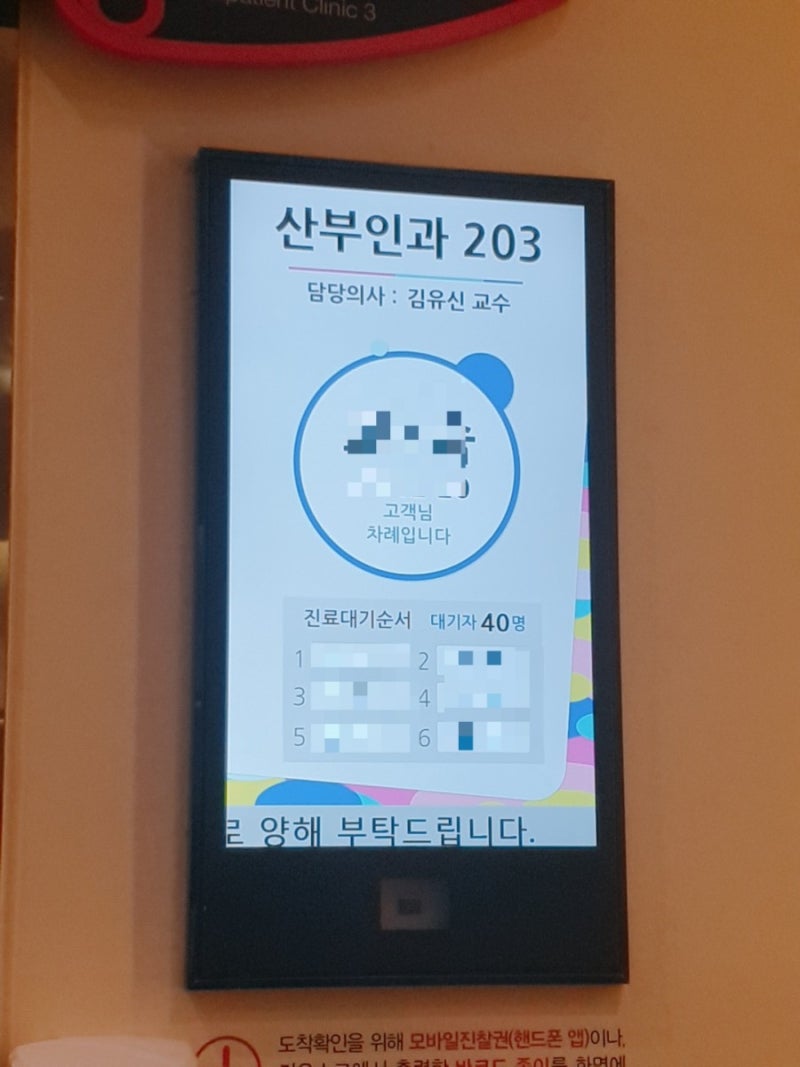 Clinic 3
산부인과 203
담당의사 : 김유신 교수
고객님
차례입니다
진료대기순서 대기자 40명
1 2
3 4
5 6
양해 부탁드립니다.
도착확인을 위해 모바일진찰권(핸드폰 앱)이나,